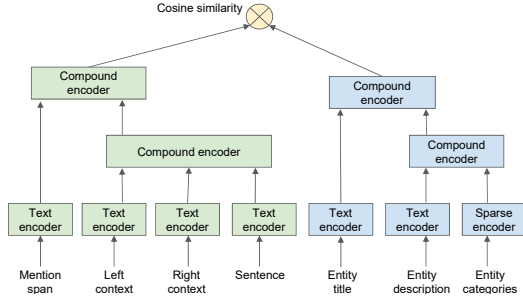 Cosine similarity
Compound
encoder
Compound
encoder
Compound encoder
Compound
encoder
Text
encoder
Text
encoder
Text
encoder
Text
encoder
Text
encoder
Text
encoder
Sparse
encoder
Mention
span
Left
context
Right
context
Sentence
Entity
title
Entity
description
Entity
categories